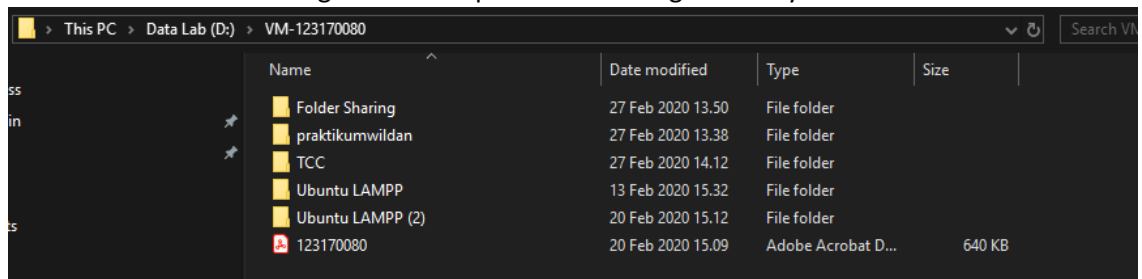 This PC > Data Lab (D:) > VM-123170080 Search VM
Name Date modified Type Size
Folder Sharing 27 Feb 2020 13.50 File folder
praktikumwildan 27 Feb 2020 13.38 File folder
TCC 27 Feb 2020 14.12 File folder
Ubuntu LAMPP 13 Feb 2020 15.32 File folder
Ubuntu LAMPP (2) 20 Feb 2020 15.12 File folder
123170080 20 Feb 2020 15.09 Adobe Acrobat D... 640 KB